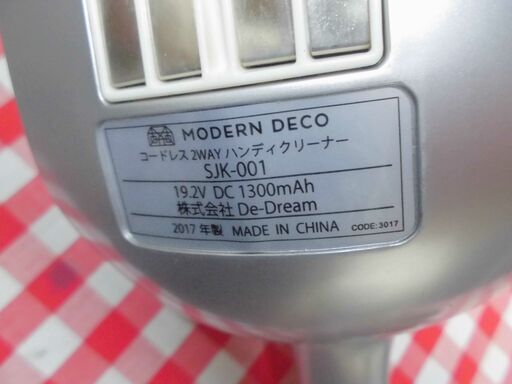 MODERN DECO
コードレス 2WAY ハンディクリーナー
SJK-001
19.2V DC 1300mAh
株式会社 De-Dream
2017 年製 MADE IN CHINA CODE: 3017